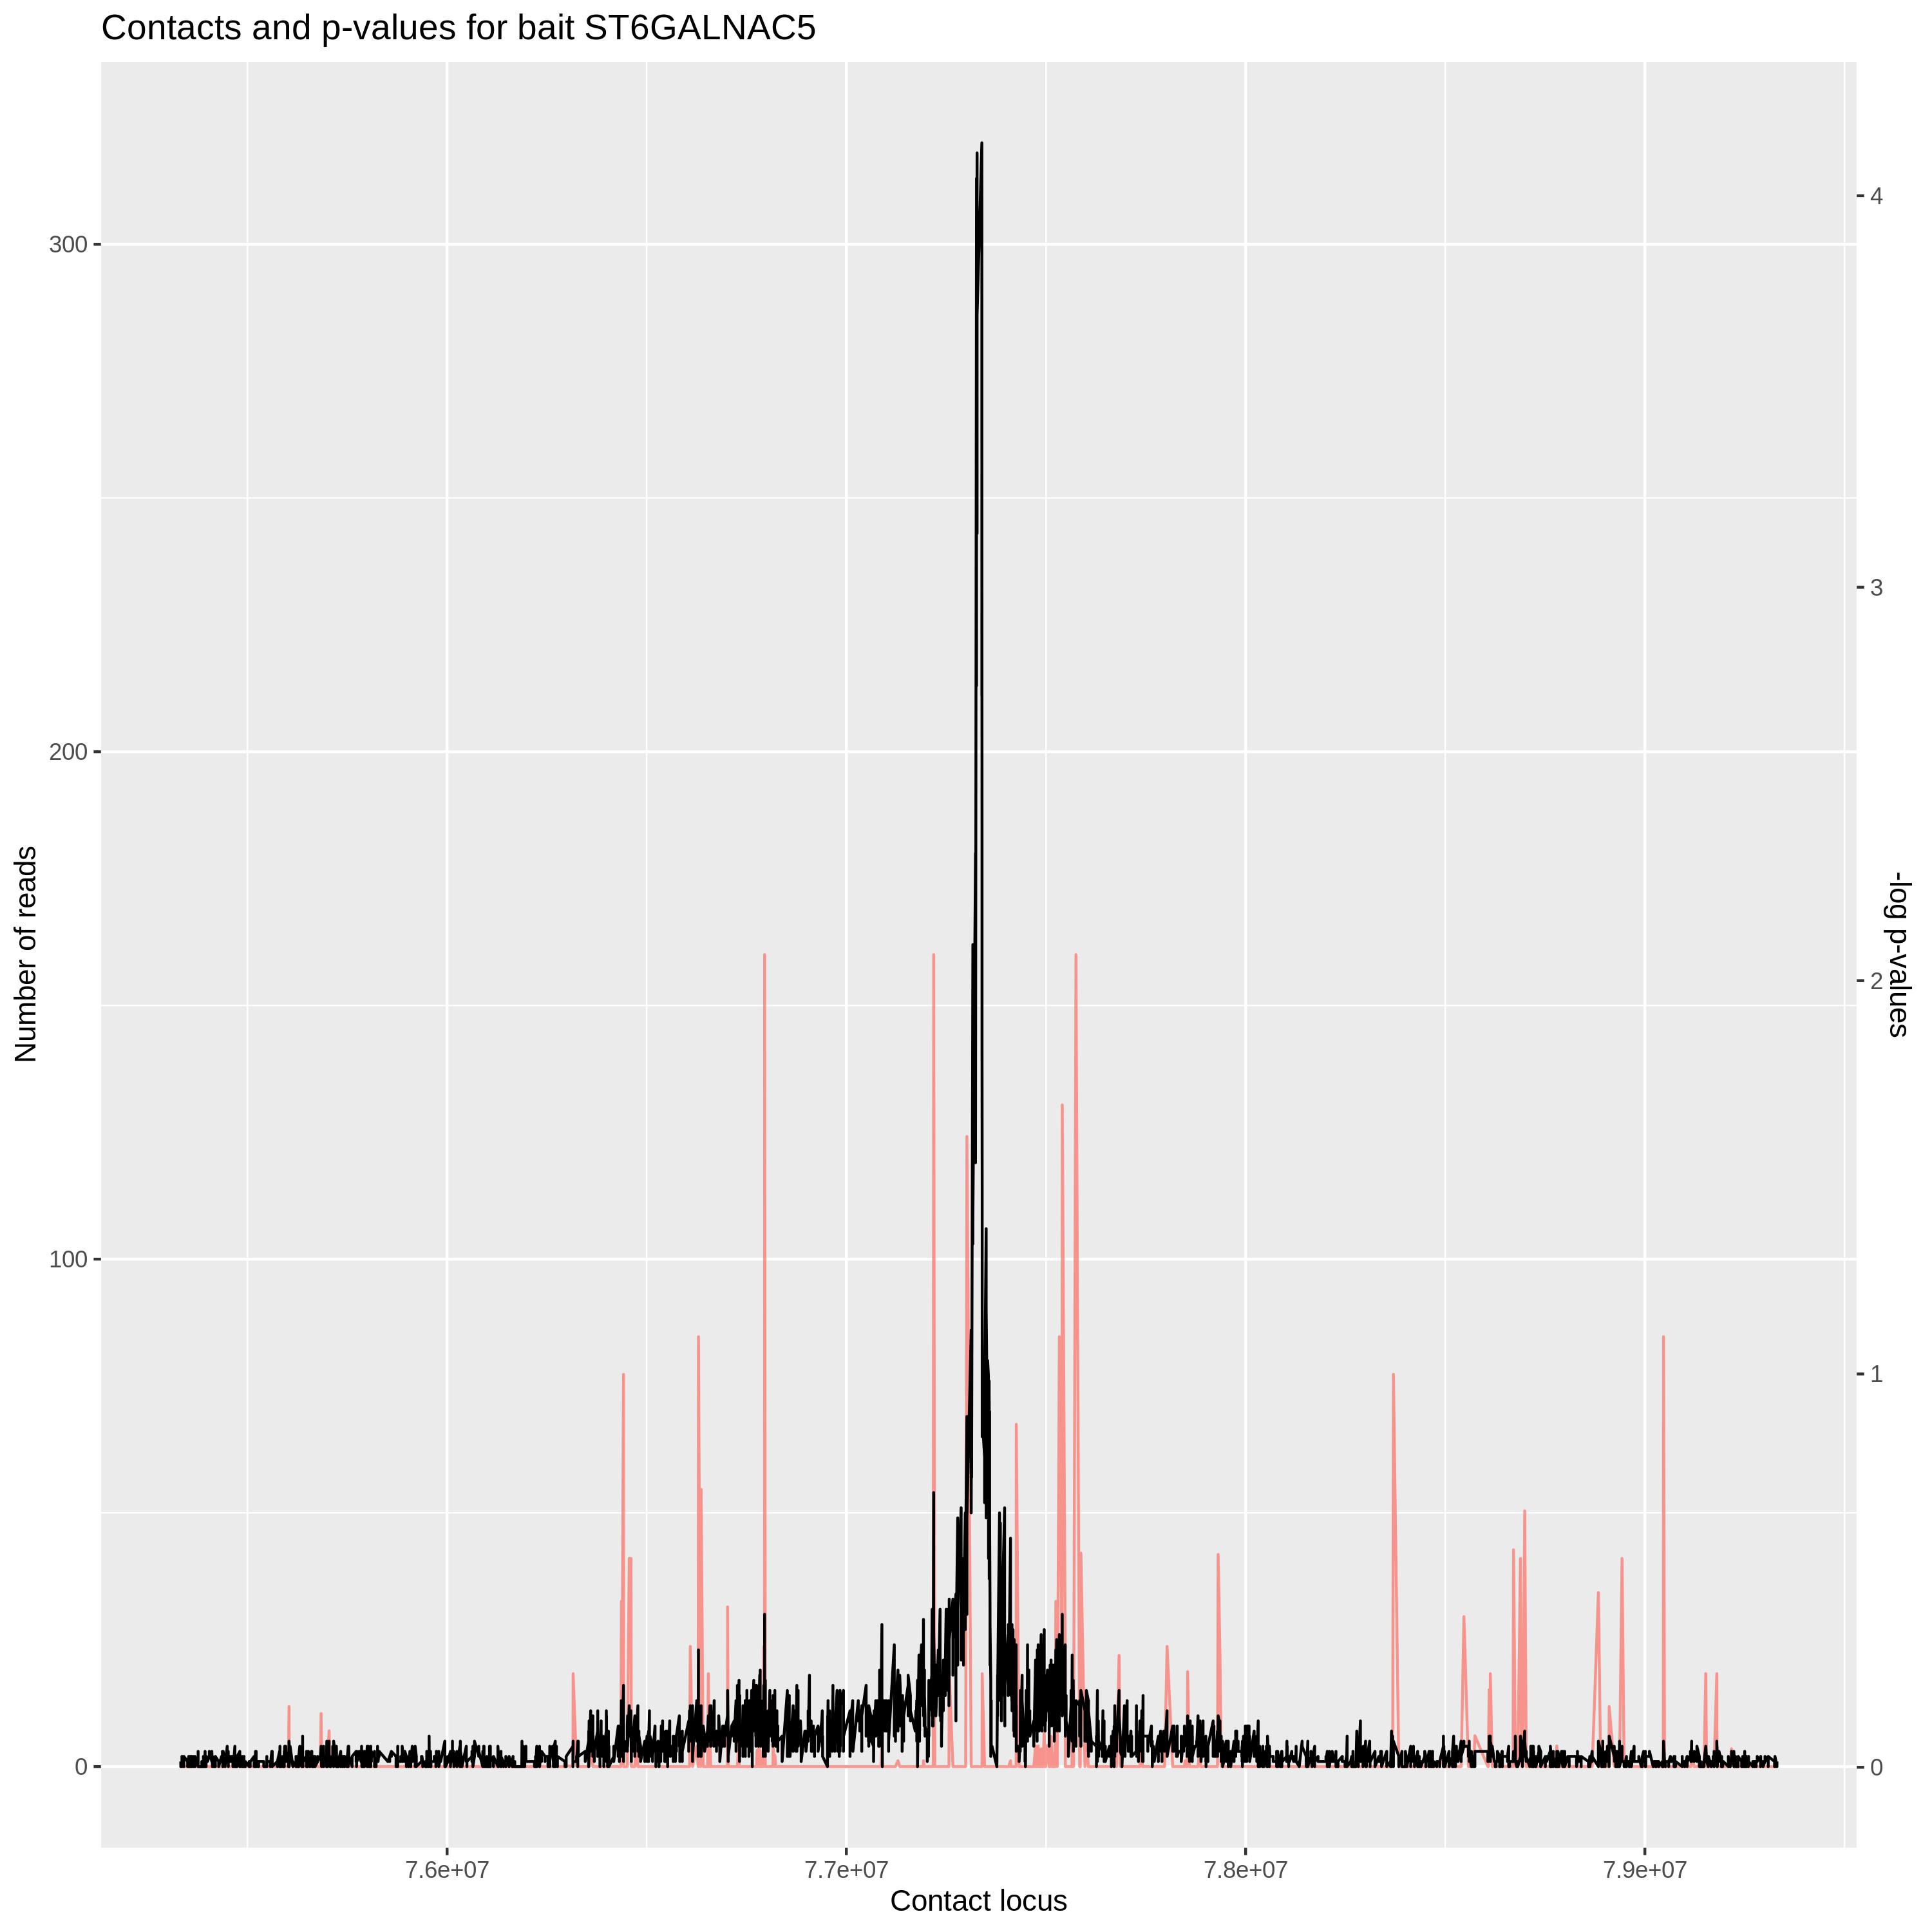 Contacts and p-values for bait ST6GALNAC5
300
200
100
0
4
3
2
1
0
7.6e+07 7.7e+07 7.8e+07 7.9e+07
Contact locus
Number of reads
-log p-values